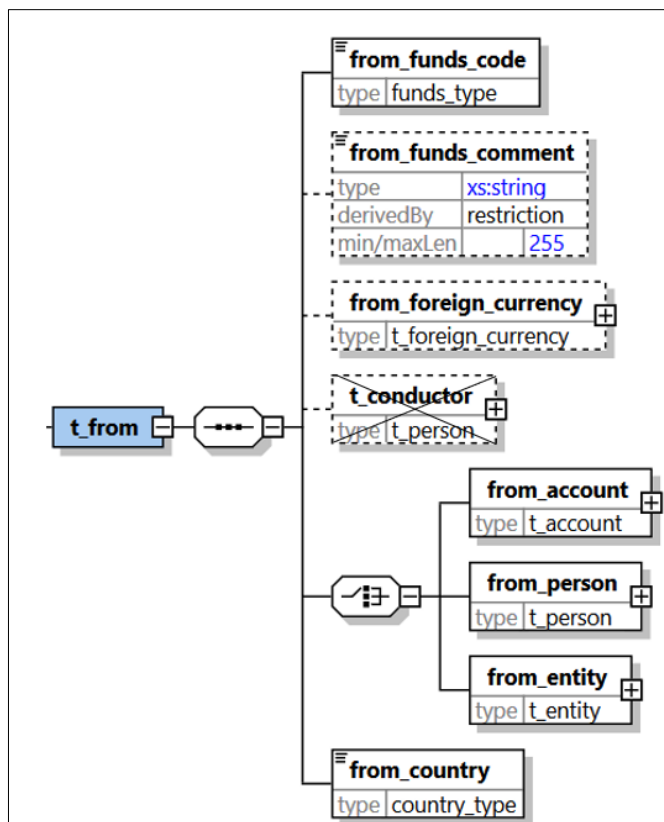 from_funds_code
type funds_type
from_funds_comment
type xs:string
derivedBy restriction
min/maxLen 255
from_foreign_currency
type t_foreign_currency
t_conductor
type t_person
t_from
from_account
type t_account
from_person
type t_person
from_entity
type t_entity
from_country
type country_type